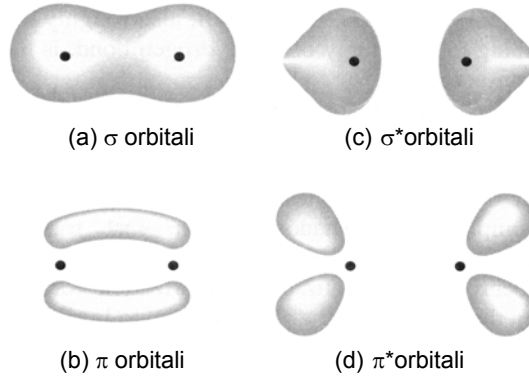 (a) σ orbitali
(c) σ*orbitali
(b) π orbitali
(d) π*orbitali